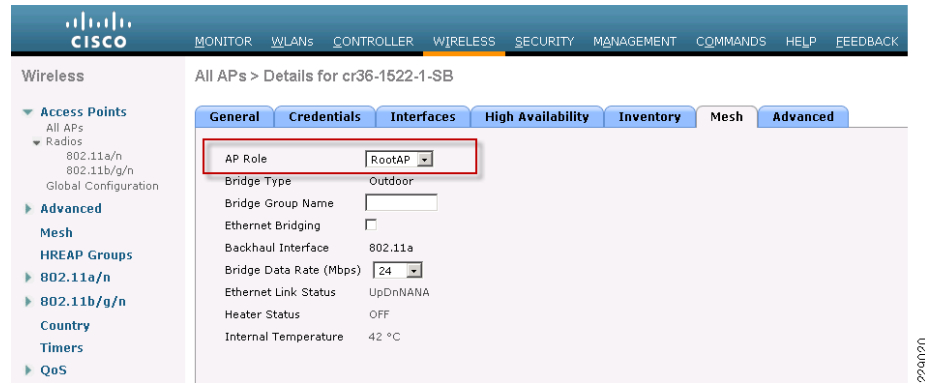 CISCO
MONITOR WLANs CONTROLLER WIRELESS SECURITY MANAGEMENT COMMANDS HELP FEEDBACK
Wireless
Access Points
All APs
Radios
802.11a/n
802.11b/g/n
Global Configuration
Advanced
Mesh
HREAP Groups
802.11a/n
802.11b/g/n
Country
Timers
QoS
All APs > Details for cr36-1522-1-SB
General Credentials Interfaces High Availability Inventory Mesh Advanced
AP Role RootAP
Bridge Type Outdoor
Bridge Group Name
Ethernet Bridging
Backhaul Interface 802.11a
Bridge Data Rate (Mbps) 24
Ethernet Link Status UpDnNANA
Heater Status OFF
Internal Temperature 42 °C
229020